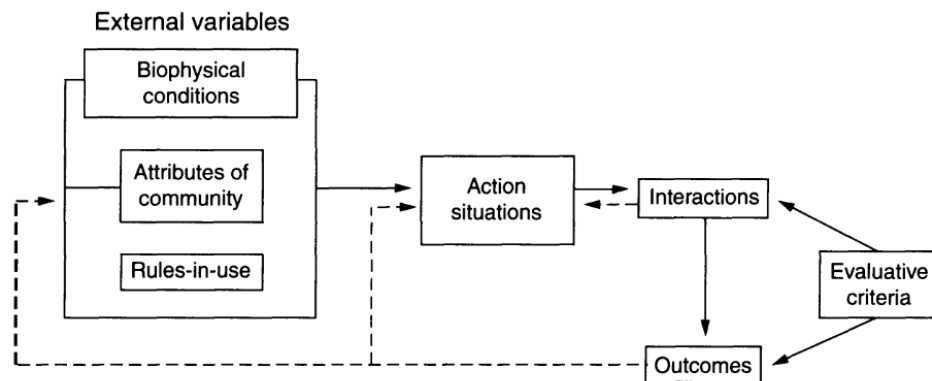 External variables
Biophysical
conditions
Attributes of
community
Rules-in-use
Action
situations
Interactions
Evaluative
criteria
Outcomes